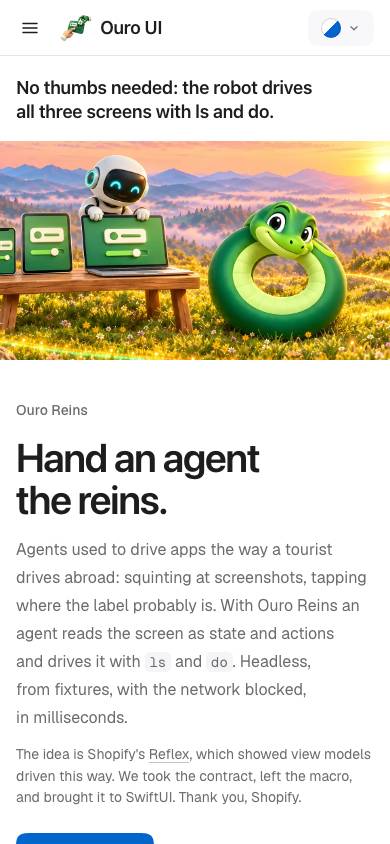 Ouro UI
No thumbs needed: the robot drives
all three screens with ls and do.
Ouro Reins
Hand an agent
the reins.
Agents used to drive apps the way a tourist
drives abroad: squinting at screenshots, tapping
where the label probably is. With Ouro Reins an
agent reads the screen as state and actions
and drives it with ls and do. Headless,
from fixtures, with the network blocked,
in milliseconds.
The idea is Shopify's Reflex, which showed view models
driven this way. We took the contract, left the macro,
and brought it to SwiftUI. Thank you, Shopify.